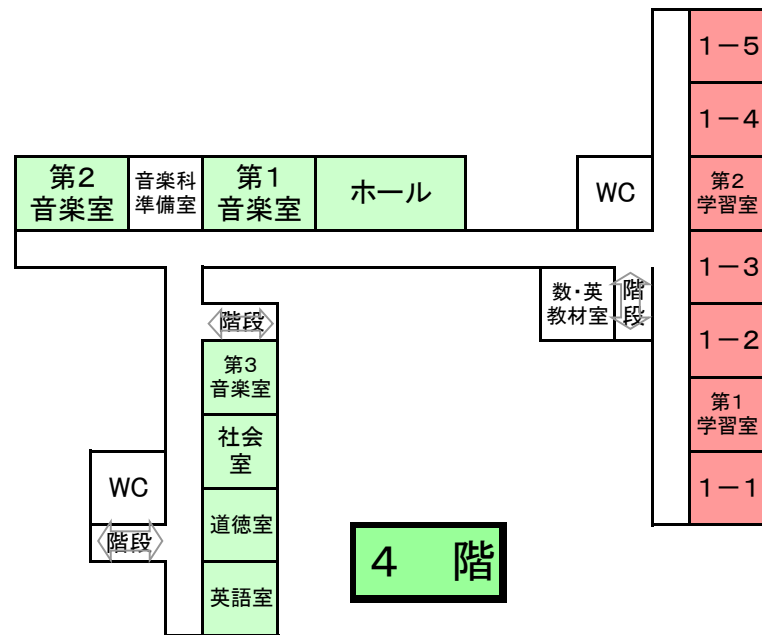 1－5
1－4
第2
学習室
1－3
1－2
第1
学習室
1－1
第2
音楽室
音楽科
準備室
第1
音楽室
ホール
WC
数・英
教材室
階
段
階段
第3
音楽室
社会
室
道徳室
英語室
WC
階段
4　階